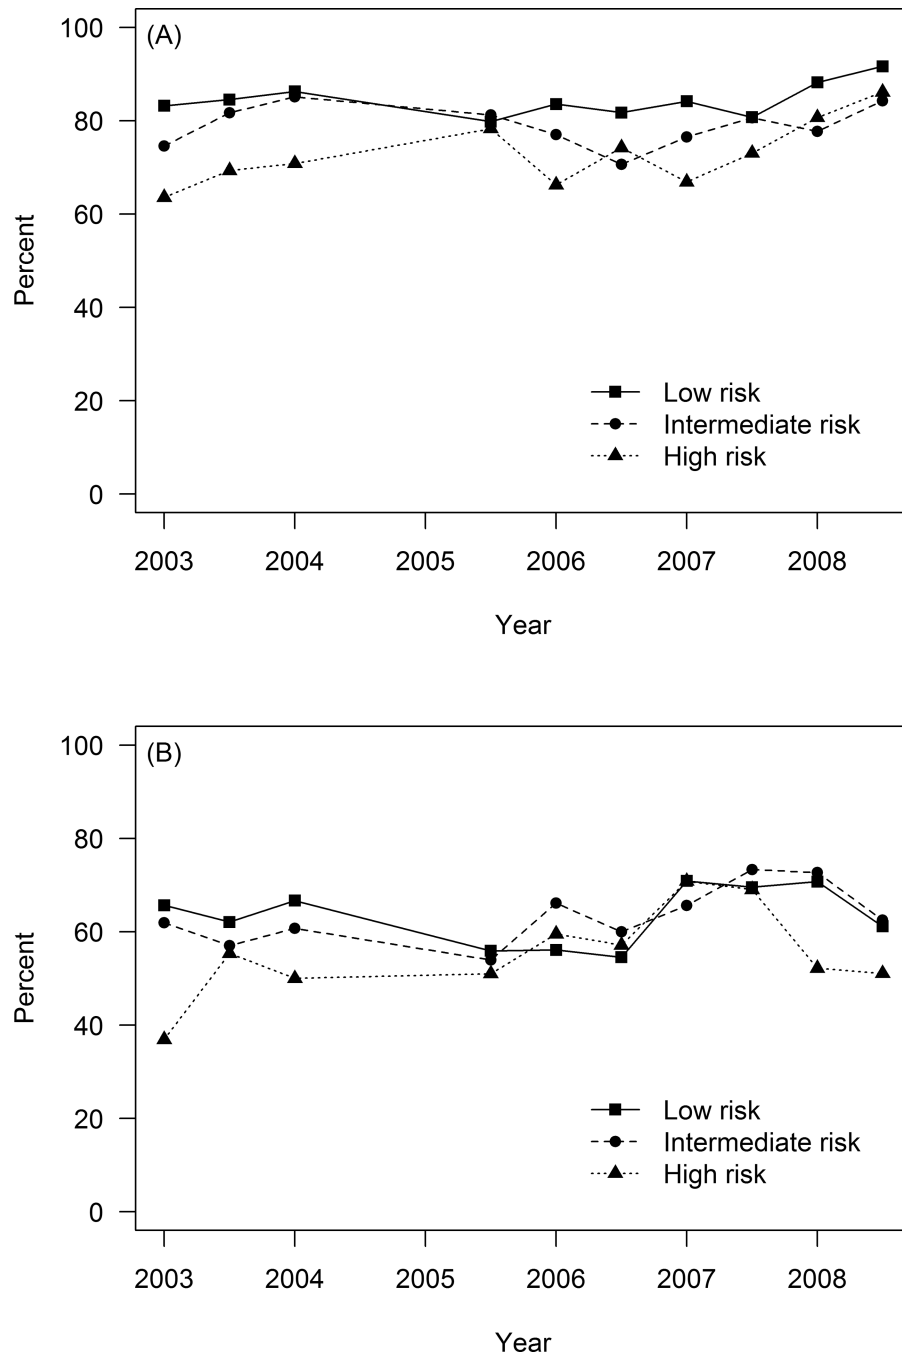 (A)
100
80
60
40
20
0
Percent
Low risk
Intermediate risk
High risk
2003 2004 2005 2006 2007 2008
Year
(B)
100
80
60
40
20
0
Percent
Low risk
Intermediate risk
High risk
2003 2004 2005 2006 2007 2008
Year